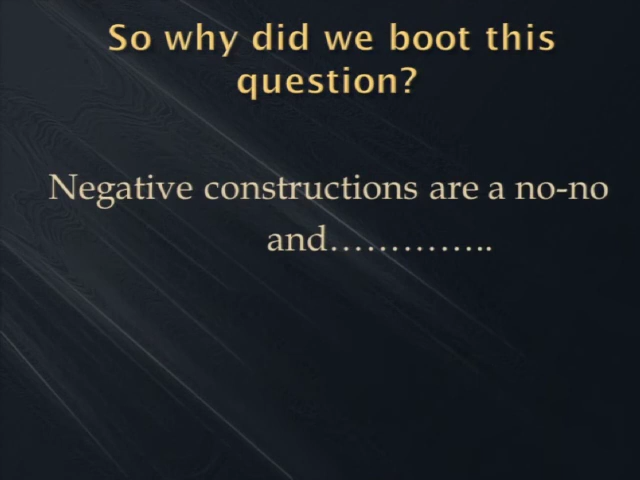 So why did we boot this
question?
Negative constructions are a no-no
and…………..